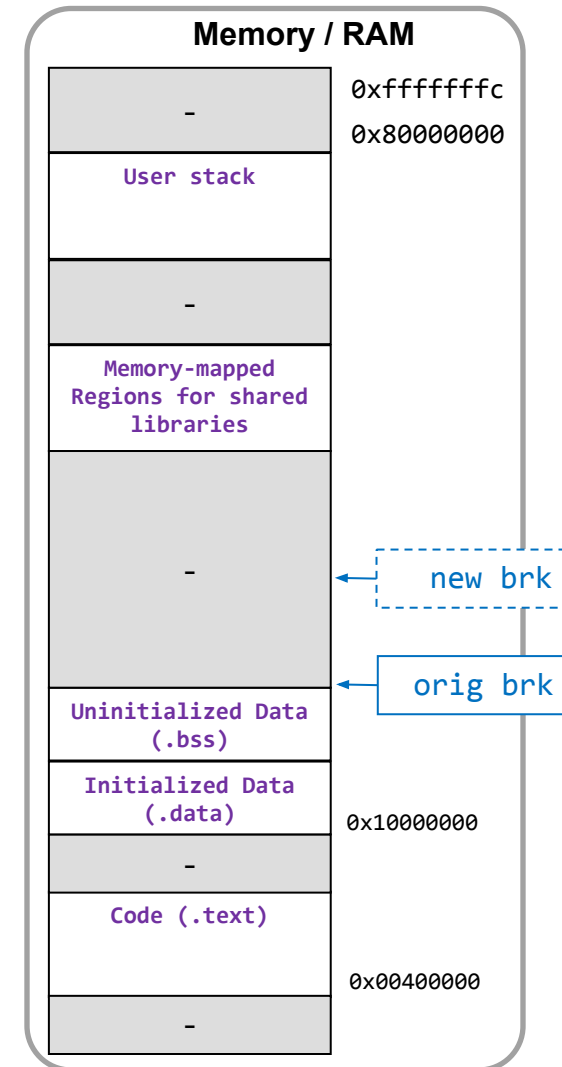 Memory / RAM
0xfffffffc
-
0x80000000
User stack
-
Memory-mapped
Regions for shared
libraries
-
new brk
orig brk
Uninitialized Data
(.bss)
Initialized Data
(.data)
0x10000000
-
Code (.text)
0x00400000
-